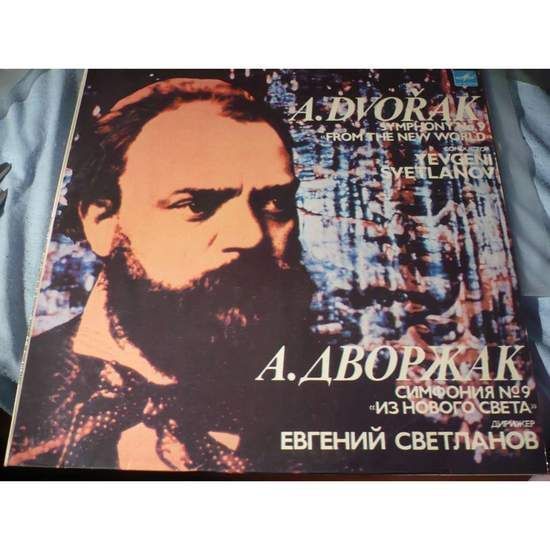 A.DVOŘÁK
SYMPHONY No.9
«FROM THE NEW WORLD
CONDUCTOR
YEVGENI
SVETLANOV
А.ДВОРЖАК
СИМФОНИЯ №9
«ИЗ НОВОГО СВЕТА»
ДИРИЖЕР
ЕВГЕНИЙ СВЕТЛАНОВ